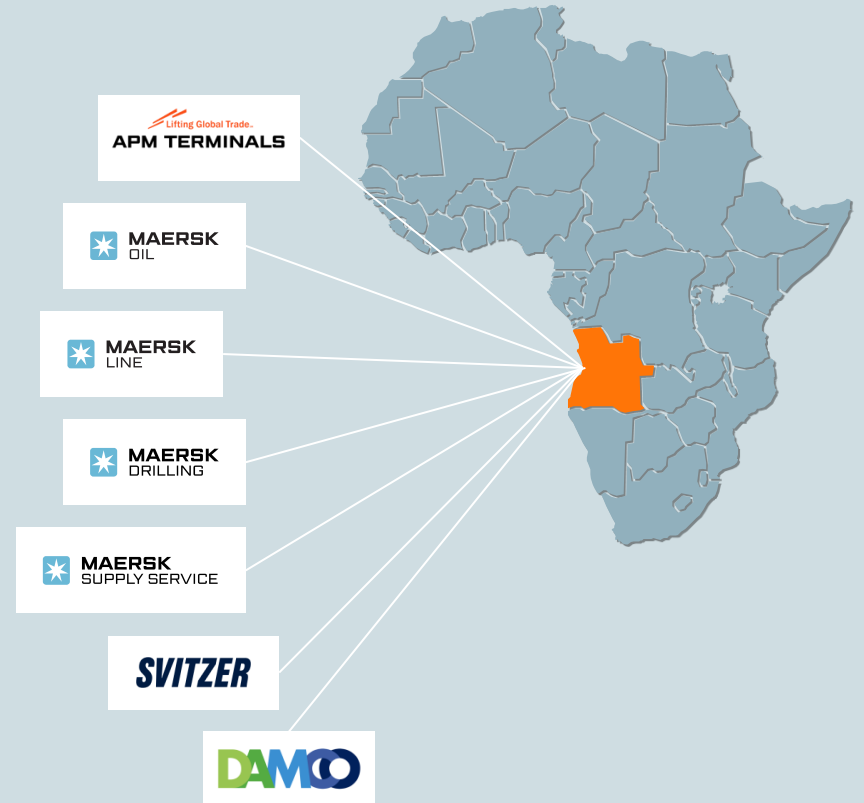 Lifting Global Trade..
APM TERMINALS
MAERSK
OIL
MAERSK
LINE
MAERSK
DRILLING
MAERSK
SUPPLY SERVICE
SVITZER
DAMCO